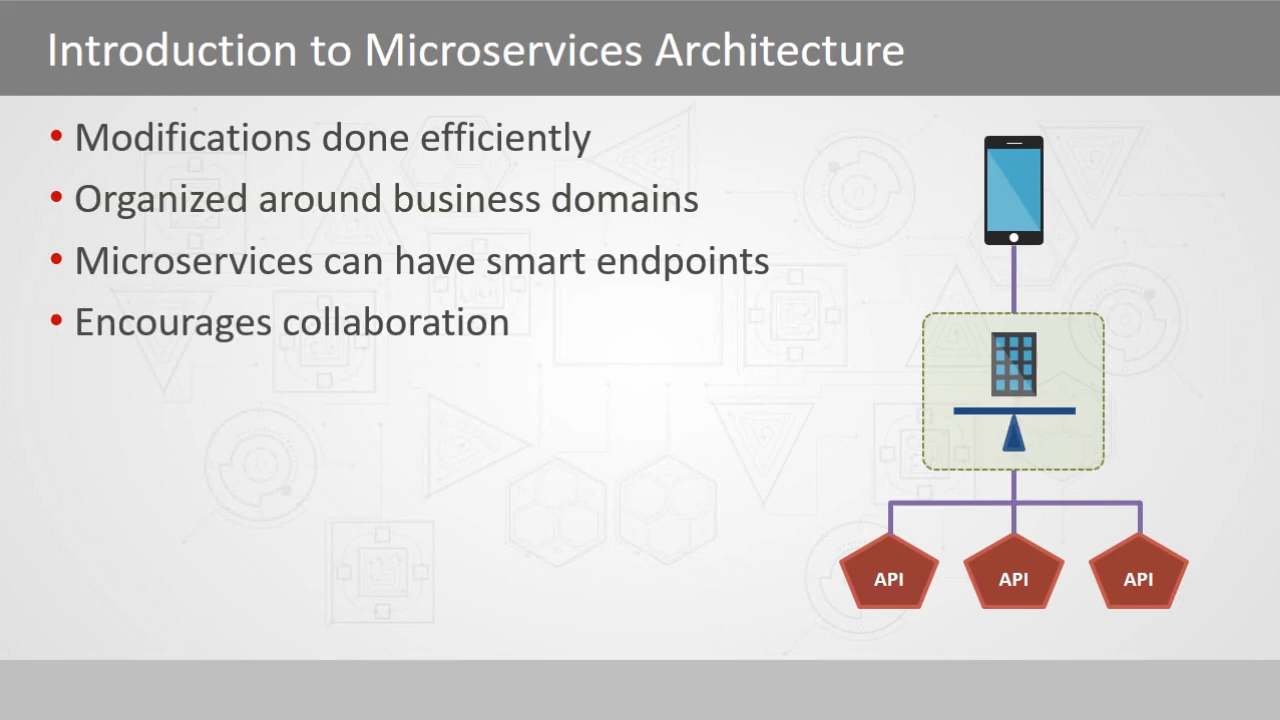 Introduction to Microservices Architecture
• Modifications done efficiently
• Organized around business domains
• Microservices can have smart endpoints
• Encourages collaboration
API API API